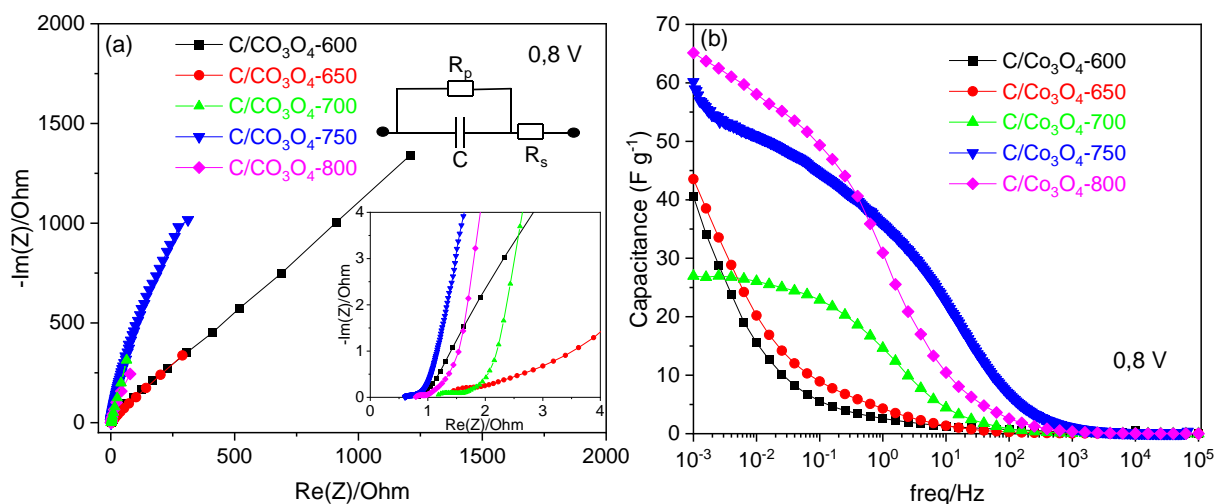 (a)
0,8 V
C/CO₃O₄-600
C/CO₃O₄-650
C/CO₃O₄-700
C/CO₃O₄-750
C/CO₃O₄-800
Rₚ
C
Rₛ
2000
1500
1000
500
0
0 500 1000 1500 2000
-Im(Z)/Ohm
Re(Z)/Ohm
4
3
2
1
0
0 1 2 3 4
-Im(Z)/Ohm
Re(Z)/Ohm
(b)
C/Co₃O₄-600
C/Co₃O₄-650
C/Co₃O₄-700
C/Co₃O₄-750
C/Co₃O₄-800
0,8 V
70
60
50
40
30
20
10
0
10⁻³ 10⁻² 10⁻¹ 10⁰ 10¹ 10² 10³ 10⁴ 10⁵
Capacitance (F g⁻¹)
freq/Hz